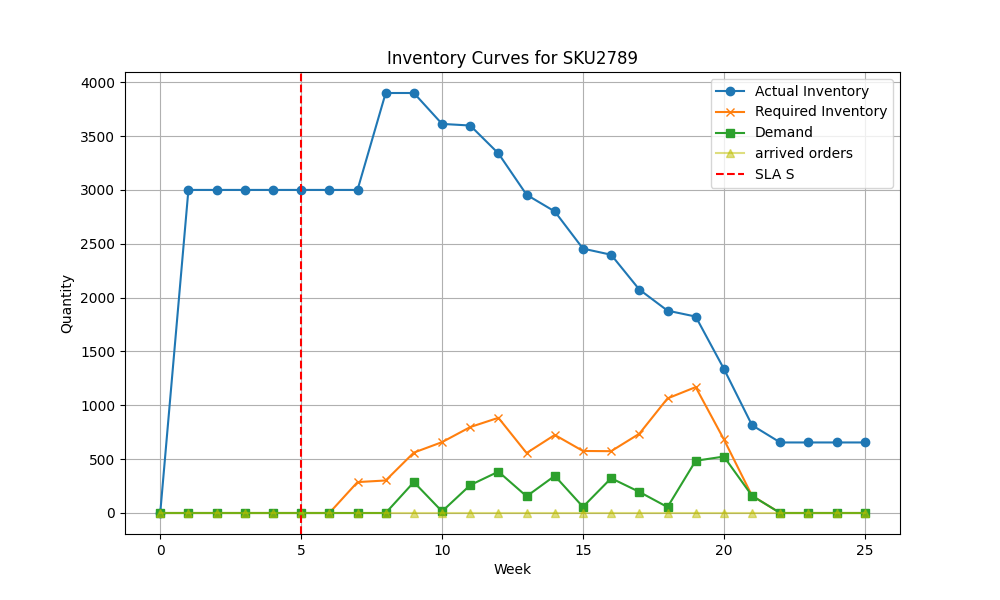 Inventory Curves for SKU2789
4000
3500
3000
2500
2000
1500
1000
500
0
Quantity
Actual Inventory
Required Inventory
Demand
arrived orders
SLA S
0 5 10 15 20 25
Week